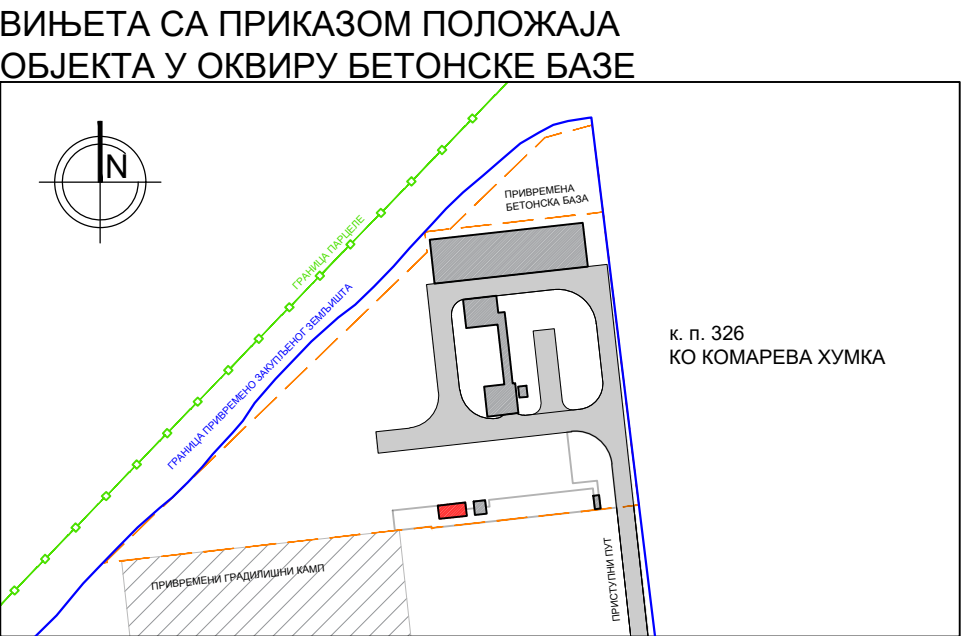 ВИЊЕТА СА ПРИКАЗОМ ПОЛОЖАЈА
ОБЈЕКТА У ОКВИРУ БЕТОНСКЕ БАЗЕ
N
ПРИВРЕМЕНА
БЕТОНСКА БАЗА
ГРАНИЦА ПАРЦЕЛЕ
ГРАНИЦА ПРИВРЕМЕНО ЗАКУПЉЕНОГ ЗЕМЉИШТА
к. п. 326
КО КОМАРЕВА ХУМКА
ПРИВРЕМЕНИ ГРАДИЛИШНИ КАМП
ПРИСТУПНИ ПУТ